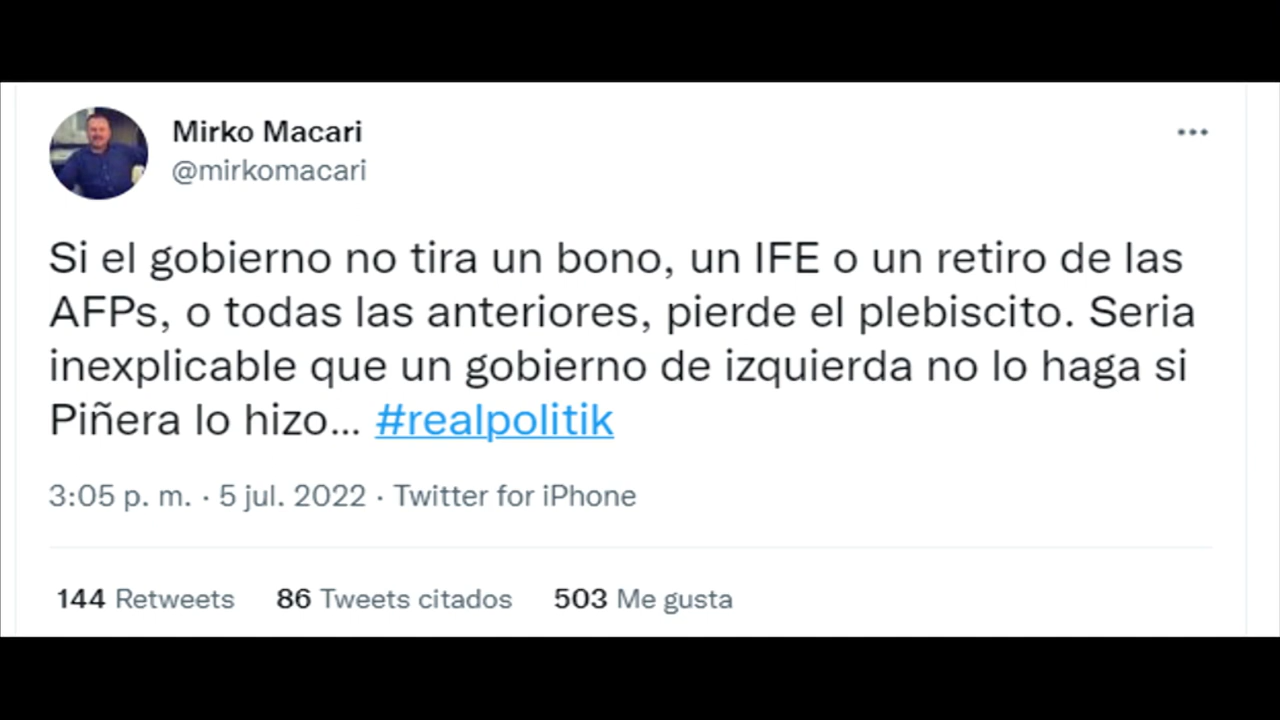 Mirko Macari
@mirkomacari
Si el gobierno no tira un bono, un IFE o un retiro de las
AFPs, o todas las anteriores, pierde el plebiscito. Seria
inexplicable que un gobierno de izquierda no lo haga si
Piñera lo hizo... #realpolitik
3:05 p. m. · 5 jul. 2022 · Twitter for iPhone
144 Retweets 86 Tweets citados 503 Me gusta